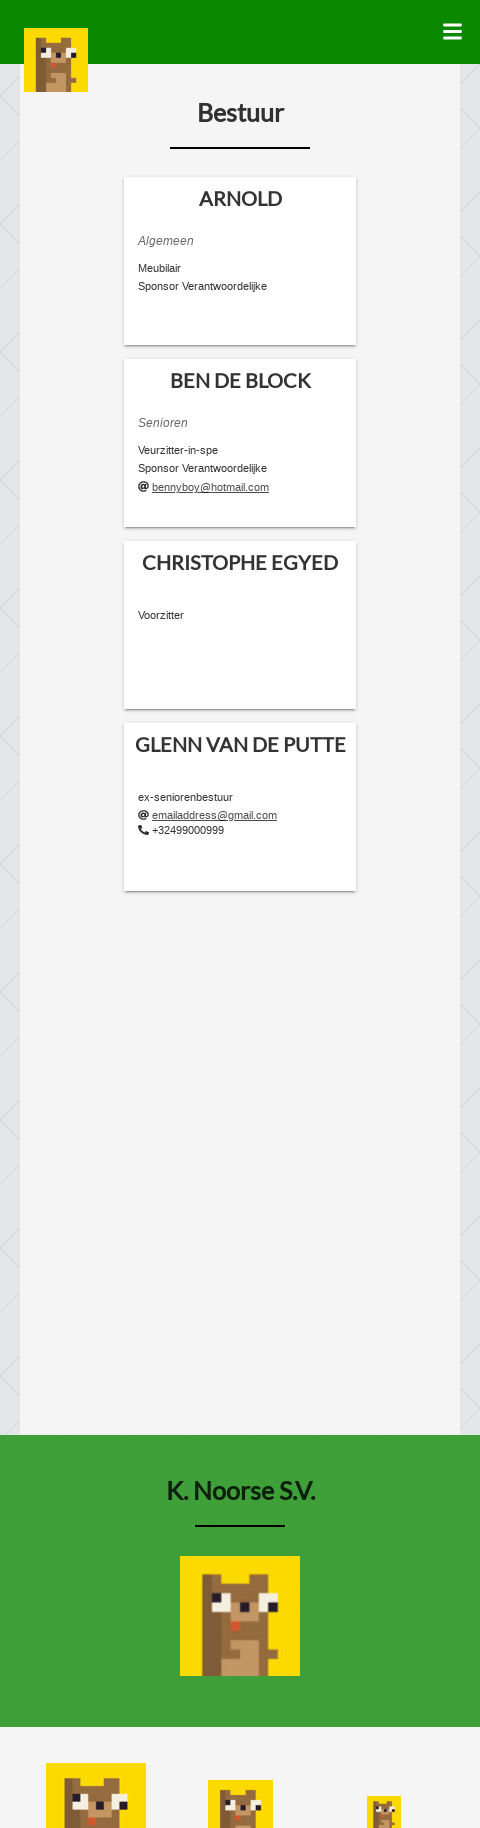 Bestuur
ARNOLD
Algemeen
Meubilair
Sponsor Verantwoordelijke
BEN DE BLOCK
Senioren
Veurzitter-in-spe
Sponsor Verantwoordelijke
@ bennyboy@hotmail.com
CHRISTOPHE EGYED
Voorzitter
GLENN VAN DE PUTTE
ex-seniorenbestuur
@ emailaddress@gmail.com
+32499000999
K. Noorse S.V.